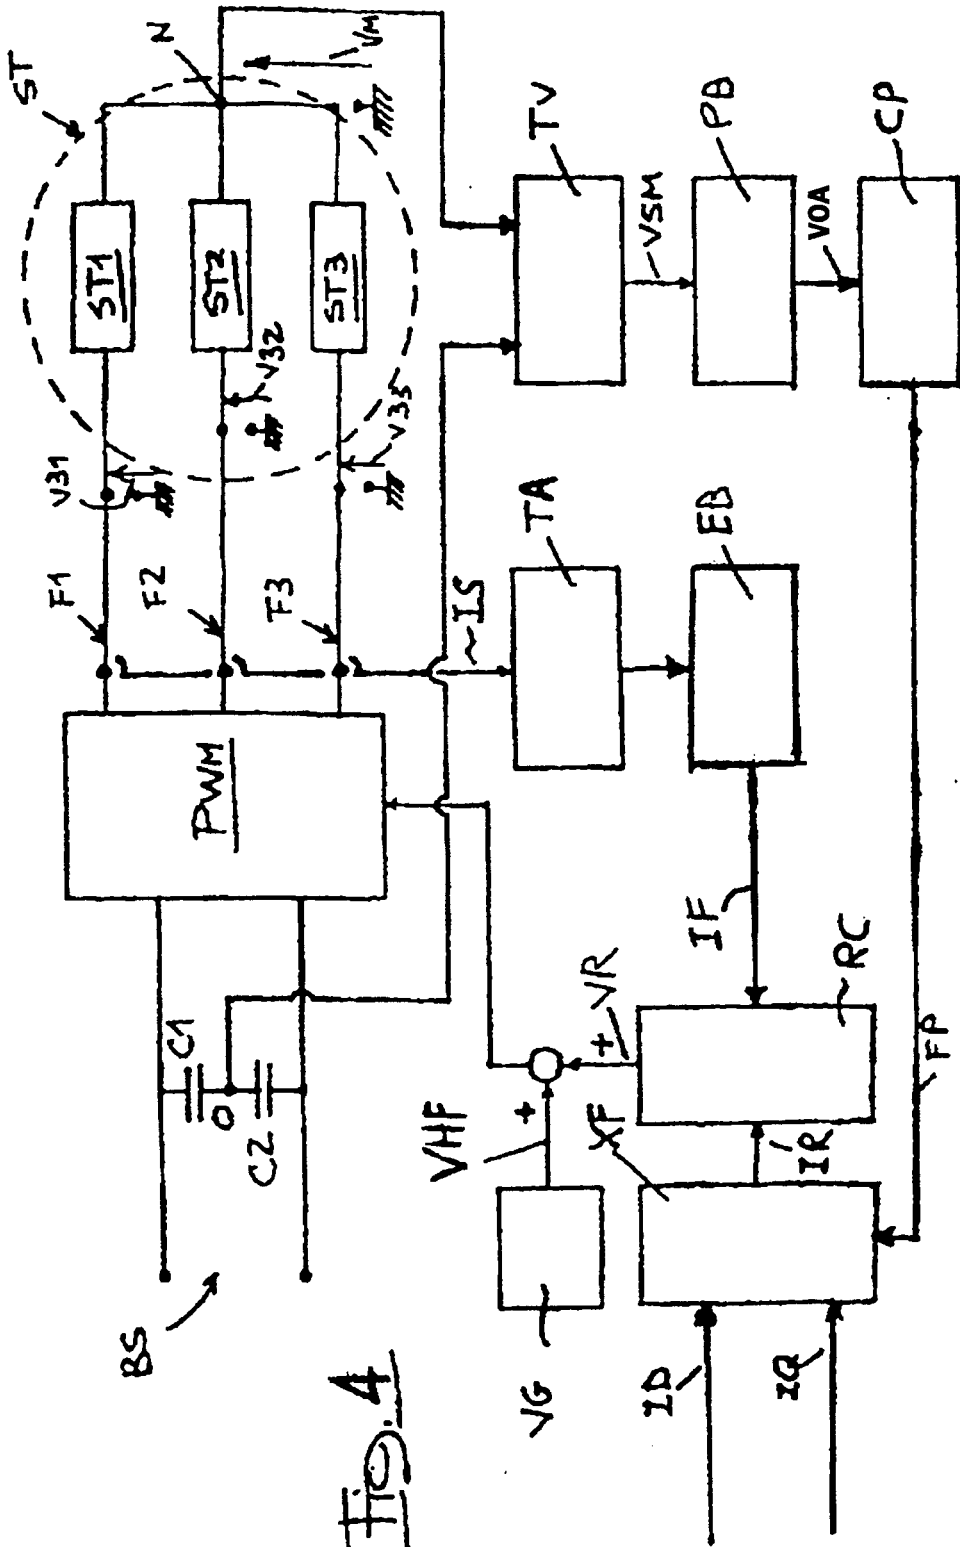 ST
N
VM
ST1
ST2
ST3
V31
V32
V33
F1
F2
F3
IS
PWM
C1
O
C2
BS
TV
VSM
PB
VOA
CP
TA
EB
IF
VR
+
RC
VHF
+
XF
IR
FP
VG
ID
IQ
Fig. 4